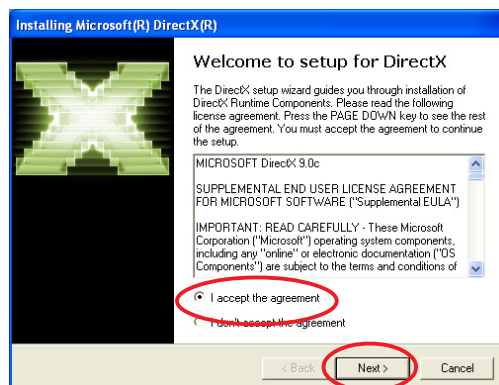 Installing Microsoft(R) DirectX(R)
Welcome to setup for DirectX
The DirectX setup wizard guides you through installation of
DirectX Runtime Components. Please read the following
license agreement. Press the PAGE DOWN key to see the rest
of the agreement. You must accept the agreement to continue
the setup.
MICROSOFT DirectX 9.0c
SUPPLEMENTAL END USER LICENSE AGREEMENT
FOR MICROSOFT SOFTWARE ("Supplemental EULA")
IMPORTANT: READ CAREFULLY - These Microsoft
Corporation ("Microsoft") operating system components,
including any "online" or electronic documentation ("OS
Components") are subject to the terms and conditions of
I accept the agreement
I don't accept the agreement
< Back
Next >
Cancel